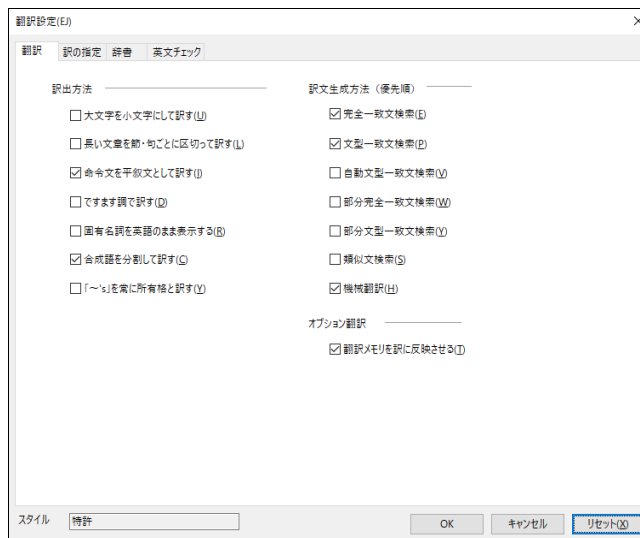 翻訳設定(EJ)
翻訳 訳の指定 辞書 英文チェック
訳出方法
大文字を小文字にして訳す(U)
長い文章を節・句ごとに区切って訳す(L)
命令文を平叙文として訳す(I)
ですます調で訳す(D)
固有名詞を英語のまま表示する(R)
合成語を分割して訳す(C)
「～'s」を常に所有格と訳す(Y)
訳文生成方法（優先順）
完全一致文検索(E)
文型一致文検索(P)
自動文型一致文検索(V)
部分完全一致文検索(W)
部分文型一致文検索(Y)
類似文検索(S)
機械翻訳(H)
オプション翻訳
翻訳メモリを訳に反映させる(T)
スタイル 特許
OK キャンセル リセット(X)